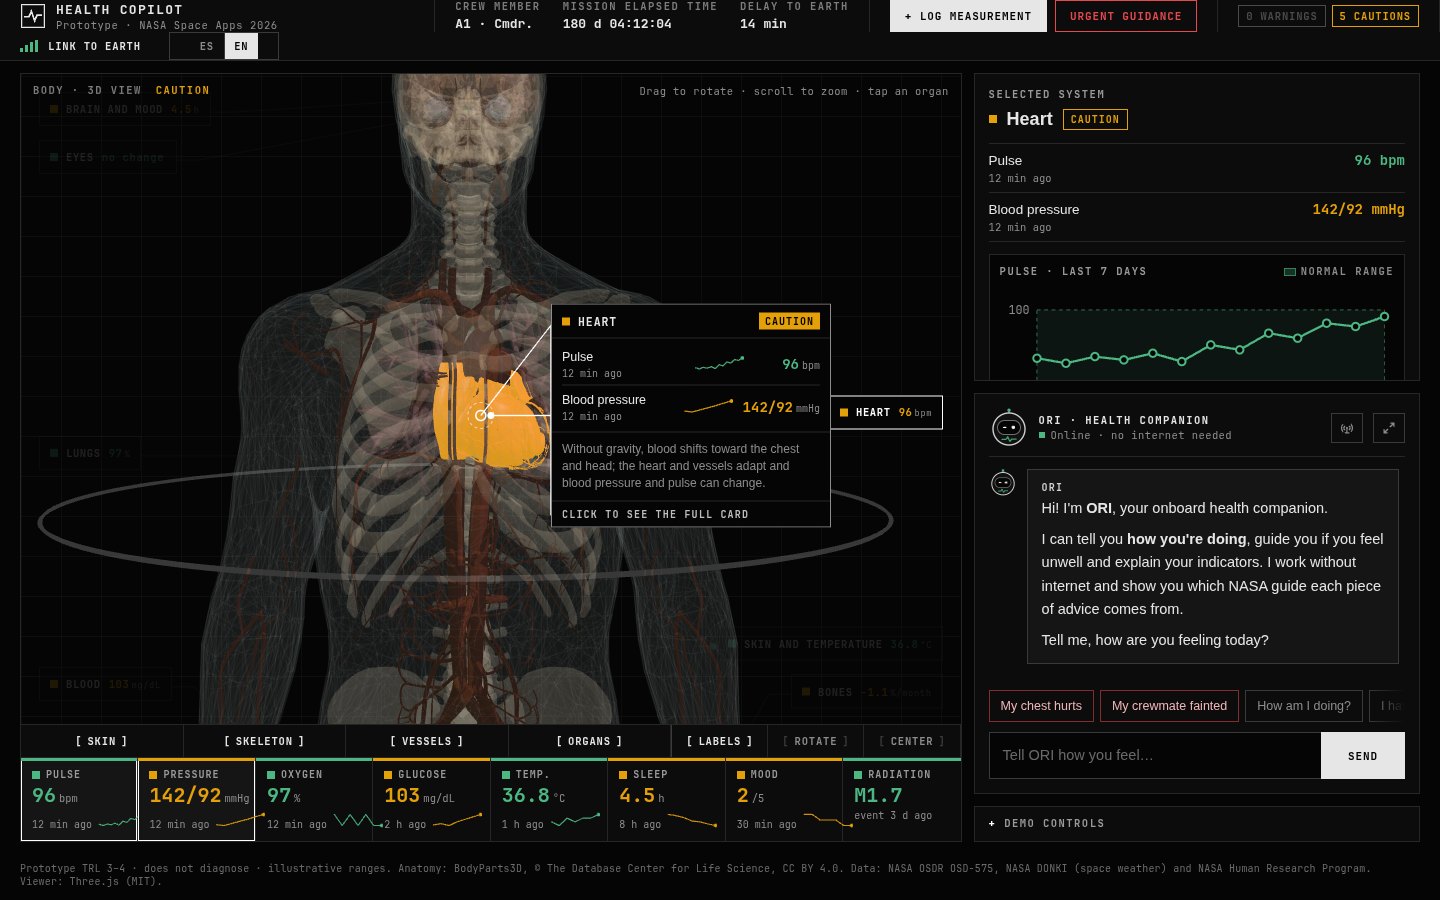 HEALTH COPILOT
Prototype · NASA Space Apps 2026
CREW MEMBER
A1 · Cmdr.
MISSION ELAPSED TIME
180 d 04:12:04
DELAY TO EARTH
14 min
+ LOG MEASUREMENT
URGENT GUIDANCE
0 WARNINGS
5 CAUTIONS
LINK TO EARTH
ES
EN
BODY · 3D VIEW CAUTION
Drag to rotate · scroll to zoom · tap an organ
BRAIN AND MOOD 4.5h
EYES no change
LUNGS 97%
BLOOD 103 mg/dL
HEART
CAUTION
Pulse
12 min ago
96 bpm
Blood pressure
12 min ago
142/92 mmHg
Without gravity, blood shifts toward the chest
and head; the heart and vessels adapt and
blood pressure and pulse can change.
CLICK TO SEE THE FULL CARD
HEART 96 bpm
SKIN AND TEMPERATURE 36.8 °C
BONES -1.1 %/month
[ SKIN ]
[ SKELETON ]
[ VESSELS ]
[ ORGANS ]
[ LABELS ]
[ ROTATE ]
[ CENTER ]
PULSE
96 bpm
12 min ago
PRESSURE
142/92 mmHg
12 min ago
OXYGEN
97 %
12 min ago
GLUCOSE
103 mg/dL
2 h ago
TEMP.
36.8 °C
1 h ago
SLEEP
4.5 h
8 h ago
MOOD
2 /5
30 min ago
RADIATION
M1.7
event 3 d ago
SELECTED SYSTEM
Heart CAUTION
Pulse
12 min ago
96 bpm
Blood pressure
12 min ago
142/92 mmHg
PULSE · LAST 7 DAYS
NORMAL RANGE
100
ORI · HEALTH COMPANION
Online · no internet needed
ORI
Hi! I'm ORI, your onboard health companion.
I can tell you how you're doing, guide you if you feel
unwell and explain your indicators. I work without
internet and show you which NASA guide each piece
of advice comes from.
Tell me, how are you feeling today?
My chest hurts
My crewmate fainted
How am I doing?
I ha
Tell ORI how you feel…
SEND
+ DEMO CONTROLS
Prototype TRL 3–4 · does not diagnose · illustrative ranges. Anatomy: BodyParts3D, © The Database Center for Life Science, CC BY 4.0. Data: NASA OSDR OSD-575, NASA DONKI (space weather) and NASA Human Research Program.
Viewer: Three.js (MIT).